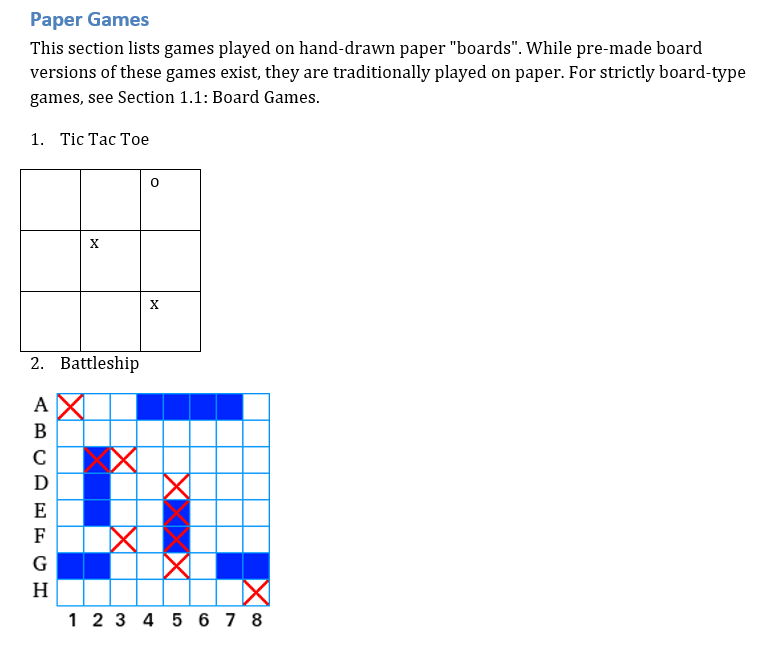 Paper Games
This section lists games played on hand-drawn paper "boards". While pre-made board
versions of these games exist, they are traditionally played on paper. For strictly board-type
games, see Section 1.1: Board Games.
1. Tic Tac Toe
o
x
x
2. Battleship
A
B
C
D
E
F
G
H
1 2 3 4 5 6 7 8